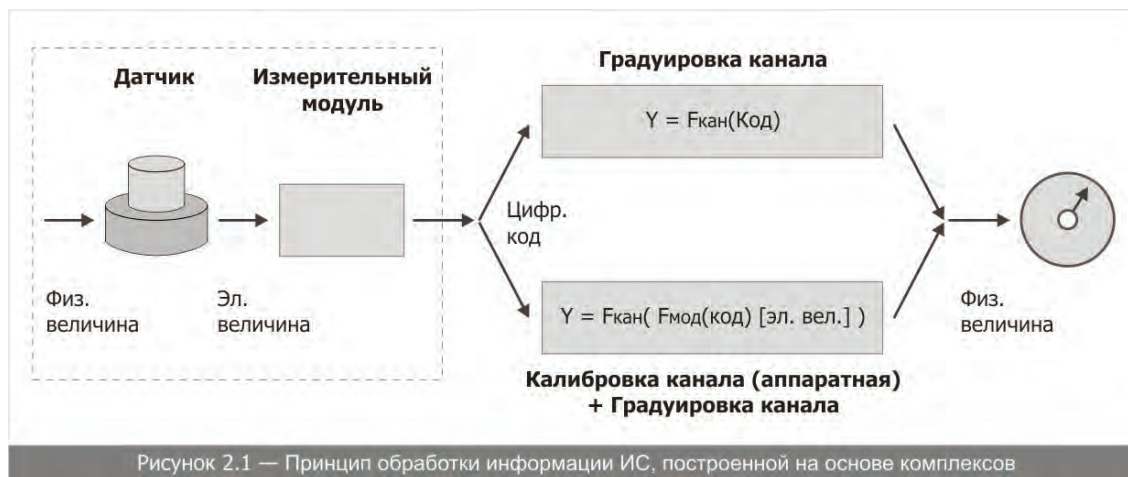 Датчик
Измерительный
модуль
Физ.
величина
Эл.
величина
Цифр.
код
Градуировка канала
Y = Fкан(Код)
Y = Fкан( Fмод(код) [эл. вел.] )
Калибровка канала (аппаратная)
+ Градуировка канала
Физ.
величина
Рисунок 2.1 — Принцип обработки информации ИС, построенной на основе комплексов